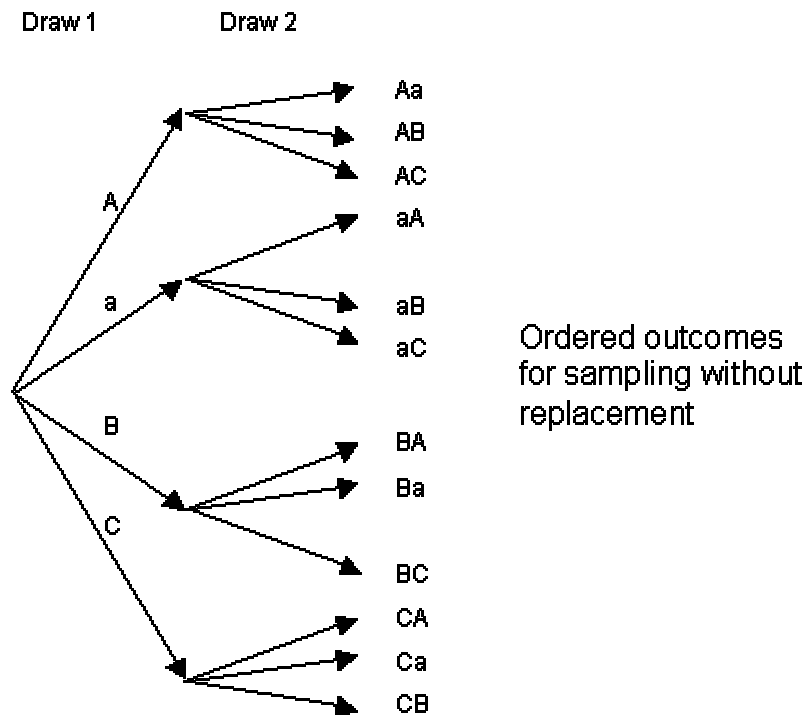 Draw 1 Draw 2
Aa
AB
AC
A
aA
a
aB
aC
Ordered outcomes
for sampling without
replacement
B
BA
Ba
C
BC
CA
Ca
CB